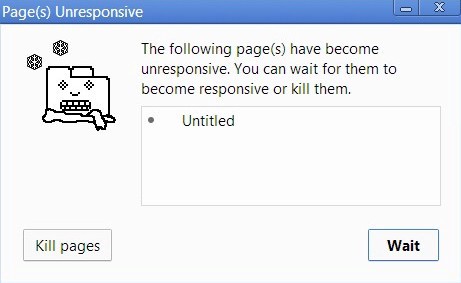 Page(s) Unresponsive
The following page(s) have become
unresponsive. You can wait for them to
become responsive or kill them.
Untitled
Kill pages
Wait